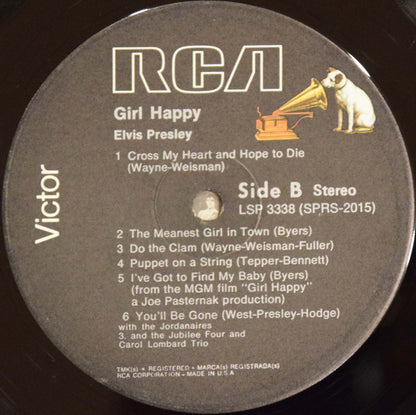 RCA
Girl Happy
Elvis Presley
Victor
1 Cross My Heart and Hope to Die
(Wayne-Weisman)
Side B Stereo
LSP 3338 (SPRS-2015)
2 The Meanest Girl in Town (Byers)
3 Do the Clam (Wayne-Weisman-Fuller)
4 Puppet on a String (Tepper-Bennett)
5 I've Got to Find My Baby (Byers)
(from the MGM film "Girl Happy"
a Joe Pasternak production)
6 You'll Be Gone (West-Presley-Hodge)
with the Jordanaires
3. and the Jubilee Four and
Carol Lombard Trio
TMK(s) ® REGISTERED • MARCA(s) REGISTRADA(s)
RCA CORPORATION – MADE IN U.S.A